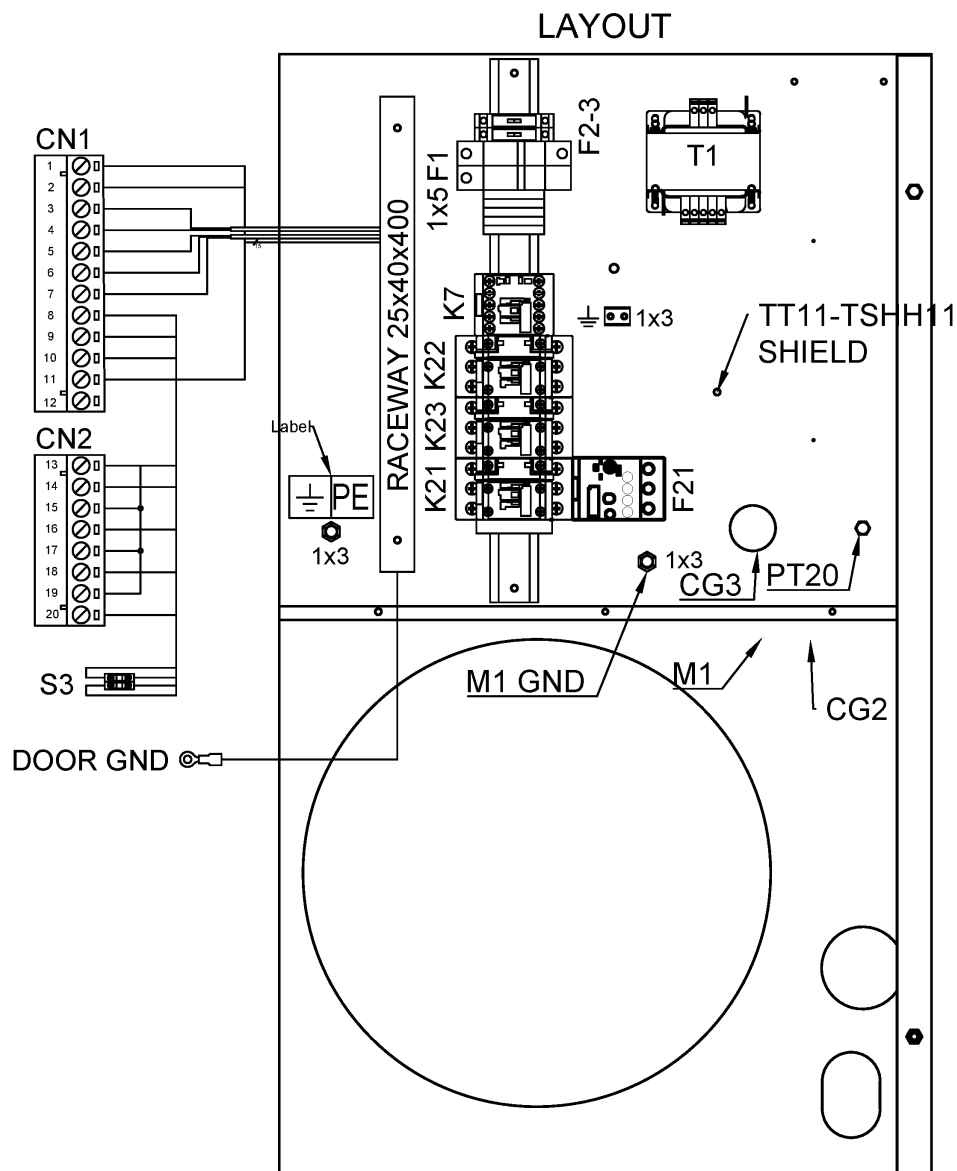 LAYOUT
CN1
1
2
3
4
5
6
7
8
9
10
11
12
CN2
13
14
15
16
17
18
19
20
S3
DOOR GND
Label
PE
1x3
RACEWAY 25x40x400
1x5 F1
F2-3
T1
K7
K22
K23
K21
F21
1x3
TT11-TSHH11
SHIELD
1x3
CG3
PT20
M1 GND
M1
CG2